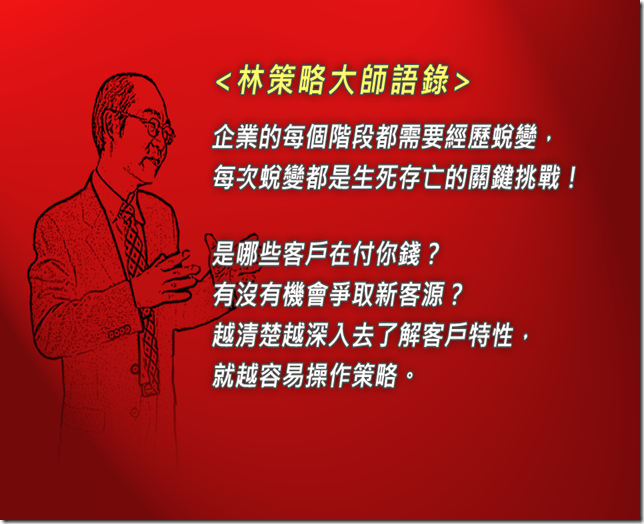 <林策略大師語錄>
企業的每個階段都需要經歷蛻變，
每次蛻變都是生死存亡的關鍵挑戰！
是哪些客戶在付你錢？
有沒有機會爭取新客源？
越清楚越深入去了解客戶特性，
就越容易操作策略。